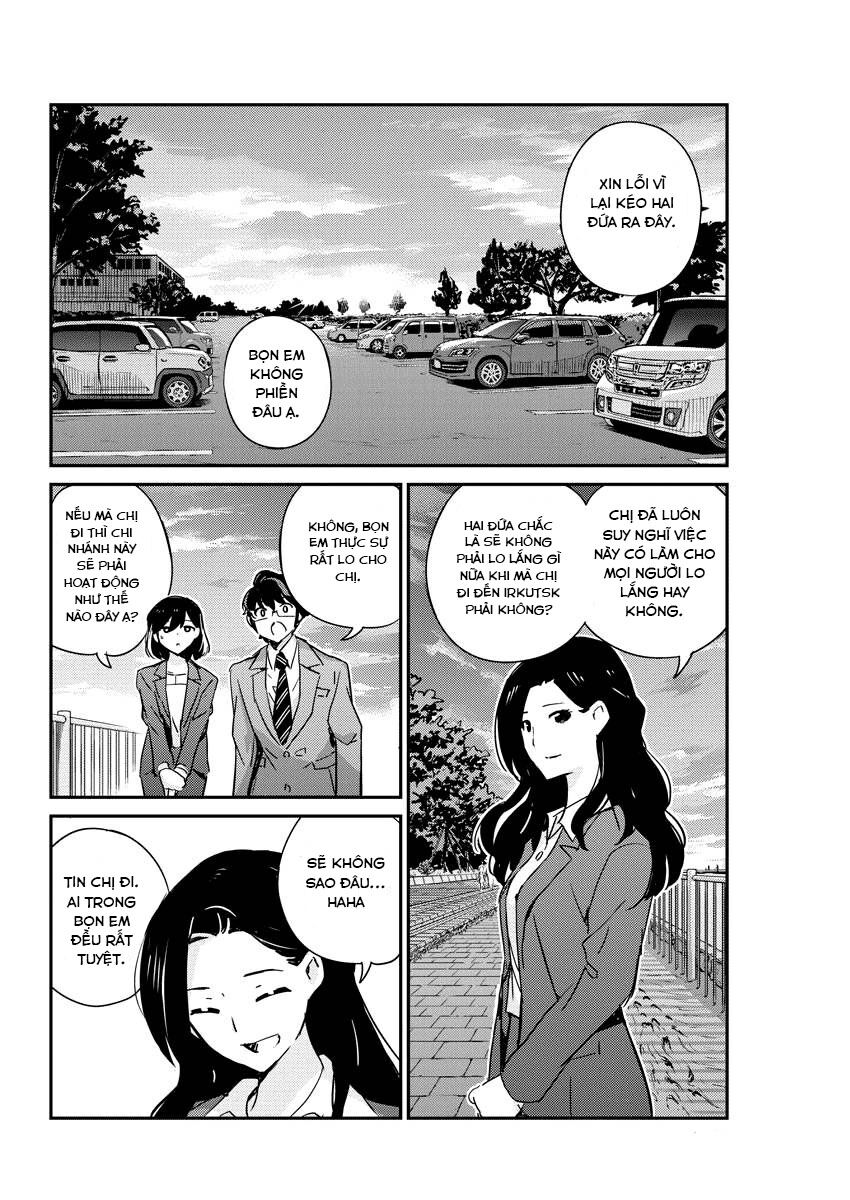 XIN LỖI VÌ
LẠI KÉO HAI
ĐỨA RA ĐÂY.
BỌN EM
KHÔNG
PHIỀN
ĐÂU Ạ.
CHỊ ĐÃ LUÔN
SUY NGHĨ VIỆC
NÀY CÓ LÀM CHO
MỌI NGƯỜI LO
LẮNG HAY
KHÔNG.
HAI ĐỨA CHẮC
LÀ SẼ KHÔNG
PHẢI LO LẮNG GÌ
NỮA KHI MÀ CHỊ
ĐI ĐẾN IRKUTSK
PHẢI KHÔNG?
KHÔNG, BỌN
EM THỰC SỰ
RẤT LO CHO
CHỊ.
NẾU MÀ CHỊ
ĐI THÌ CHI
NHÁNH NÀY
SẼ PHẢI
HOẠT ĐỘNG
NHƯ THẾ
NÀO ĐÂY Ạ?
SẼ KHÔNG
SAO ĐÂU...
HAHA
TIN CHỊ ĐI.
AI TRONG
BỌN EM
ĐỀU RẤT
TUYỆT.